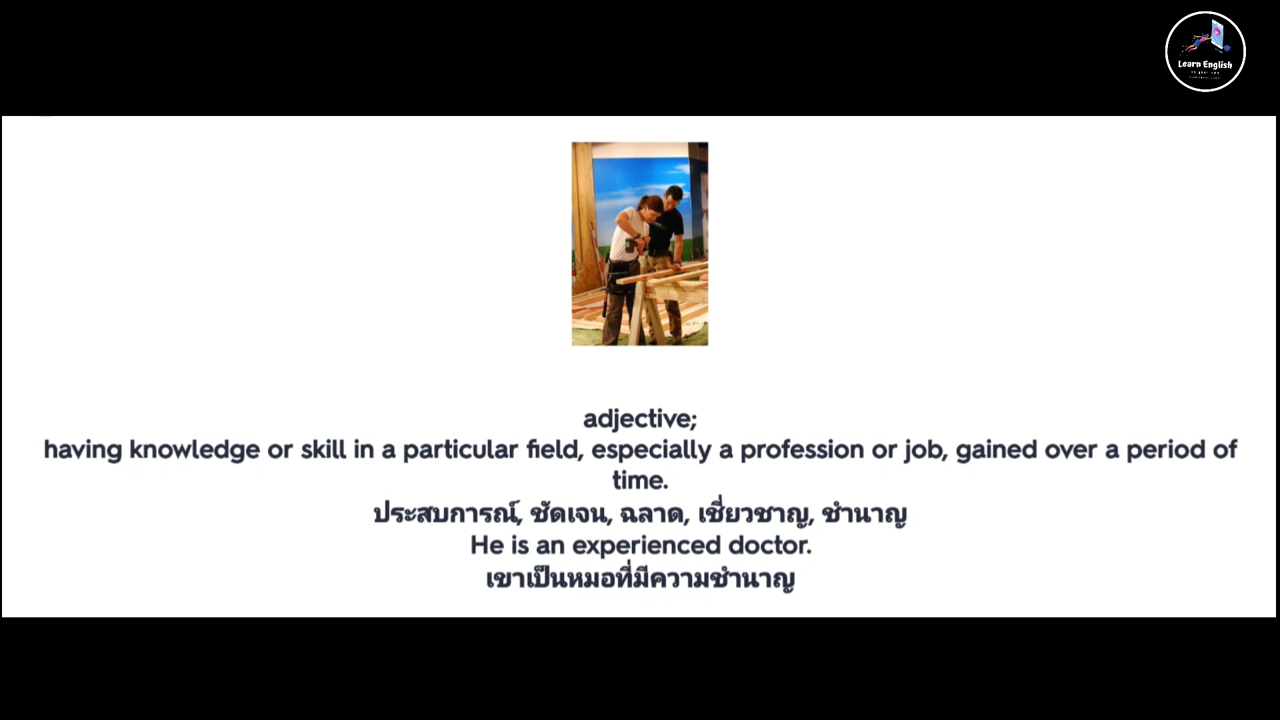 Learn English
adjective;
having knowledge or skill in a particular field, especially a profession or job, gained over a period of
time.
ประสบการณ์, ชัดเจน, ฉลาด, เชี่ยวชาญ, ชำนาญ
He is an experienced doctor.
เขาเป็นหมอที่มีความชำนาญ